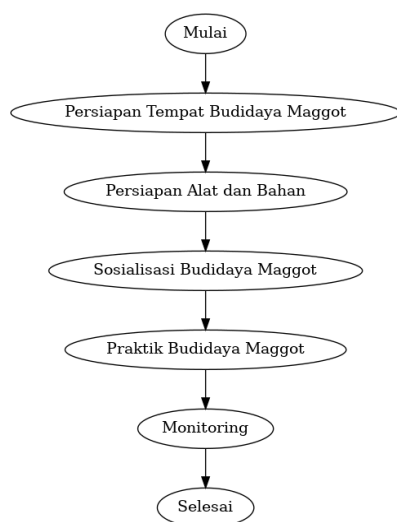 Mulai
Persiapan Tempat Budidaya Maggot
Persiapan Alat dan Bahan
Sosialisasi Budidaya Maggot
Praktik Budidaya Maggot
Monitoring
Selesai